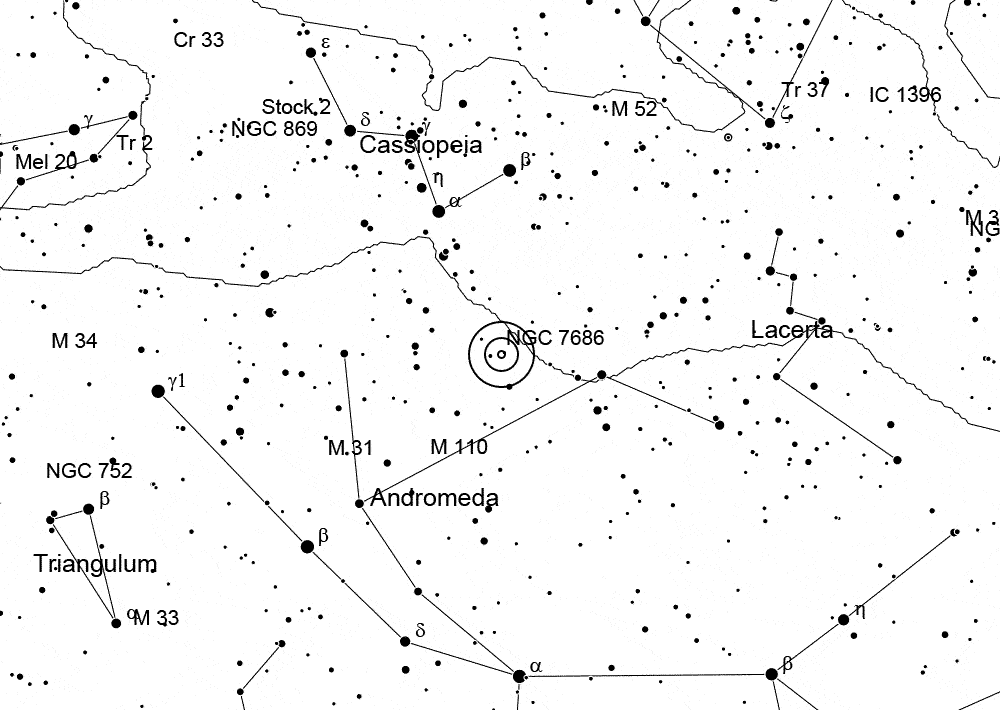 Cr 33
ε
Tr 37
IC 1396
Stock 2
M 52
ζ
γ
δ
γ
NGC 869
Tr 2
Cassiopeja
β
Mel 20
η
α
M 3
NG
Lacerta
NGC 7686
M 34
γ1
M 31
M 110
NGC 752
β
Andromeda
β
Triangulum
α
M 33
η
δ
α
β